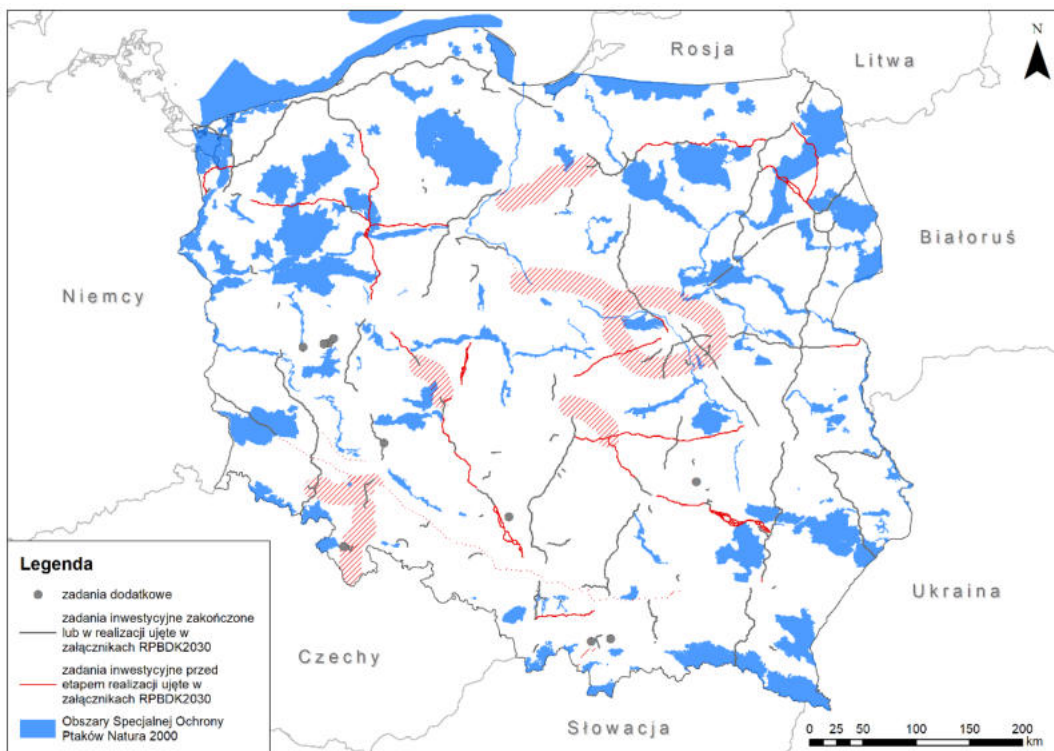 N
Rosja
Litwa
Białoruś
Niemcy
Ukraina
Czechy
Słowacja
Legenda
zadania dodatkowe
zadania inwestycyjne zakończone
lub w realizacji ujęte w
załącznikach RPBDK2030
zadania inwestycyjne przed
etapem realizacji ujęte w
załącznikach RPBDK2030
Obszary Specjalnej Ochrony
Ptaków Natura 2000
0 25 50 100 150 200
km